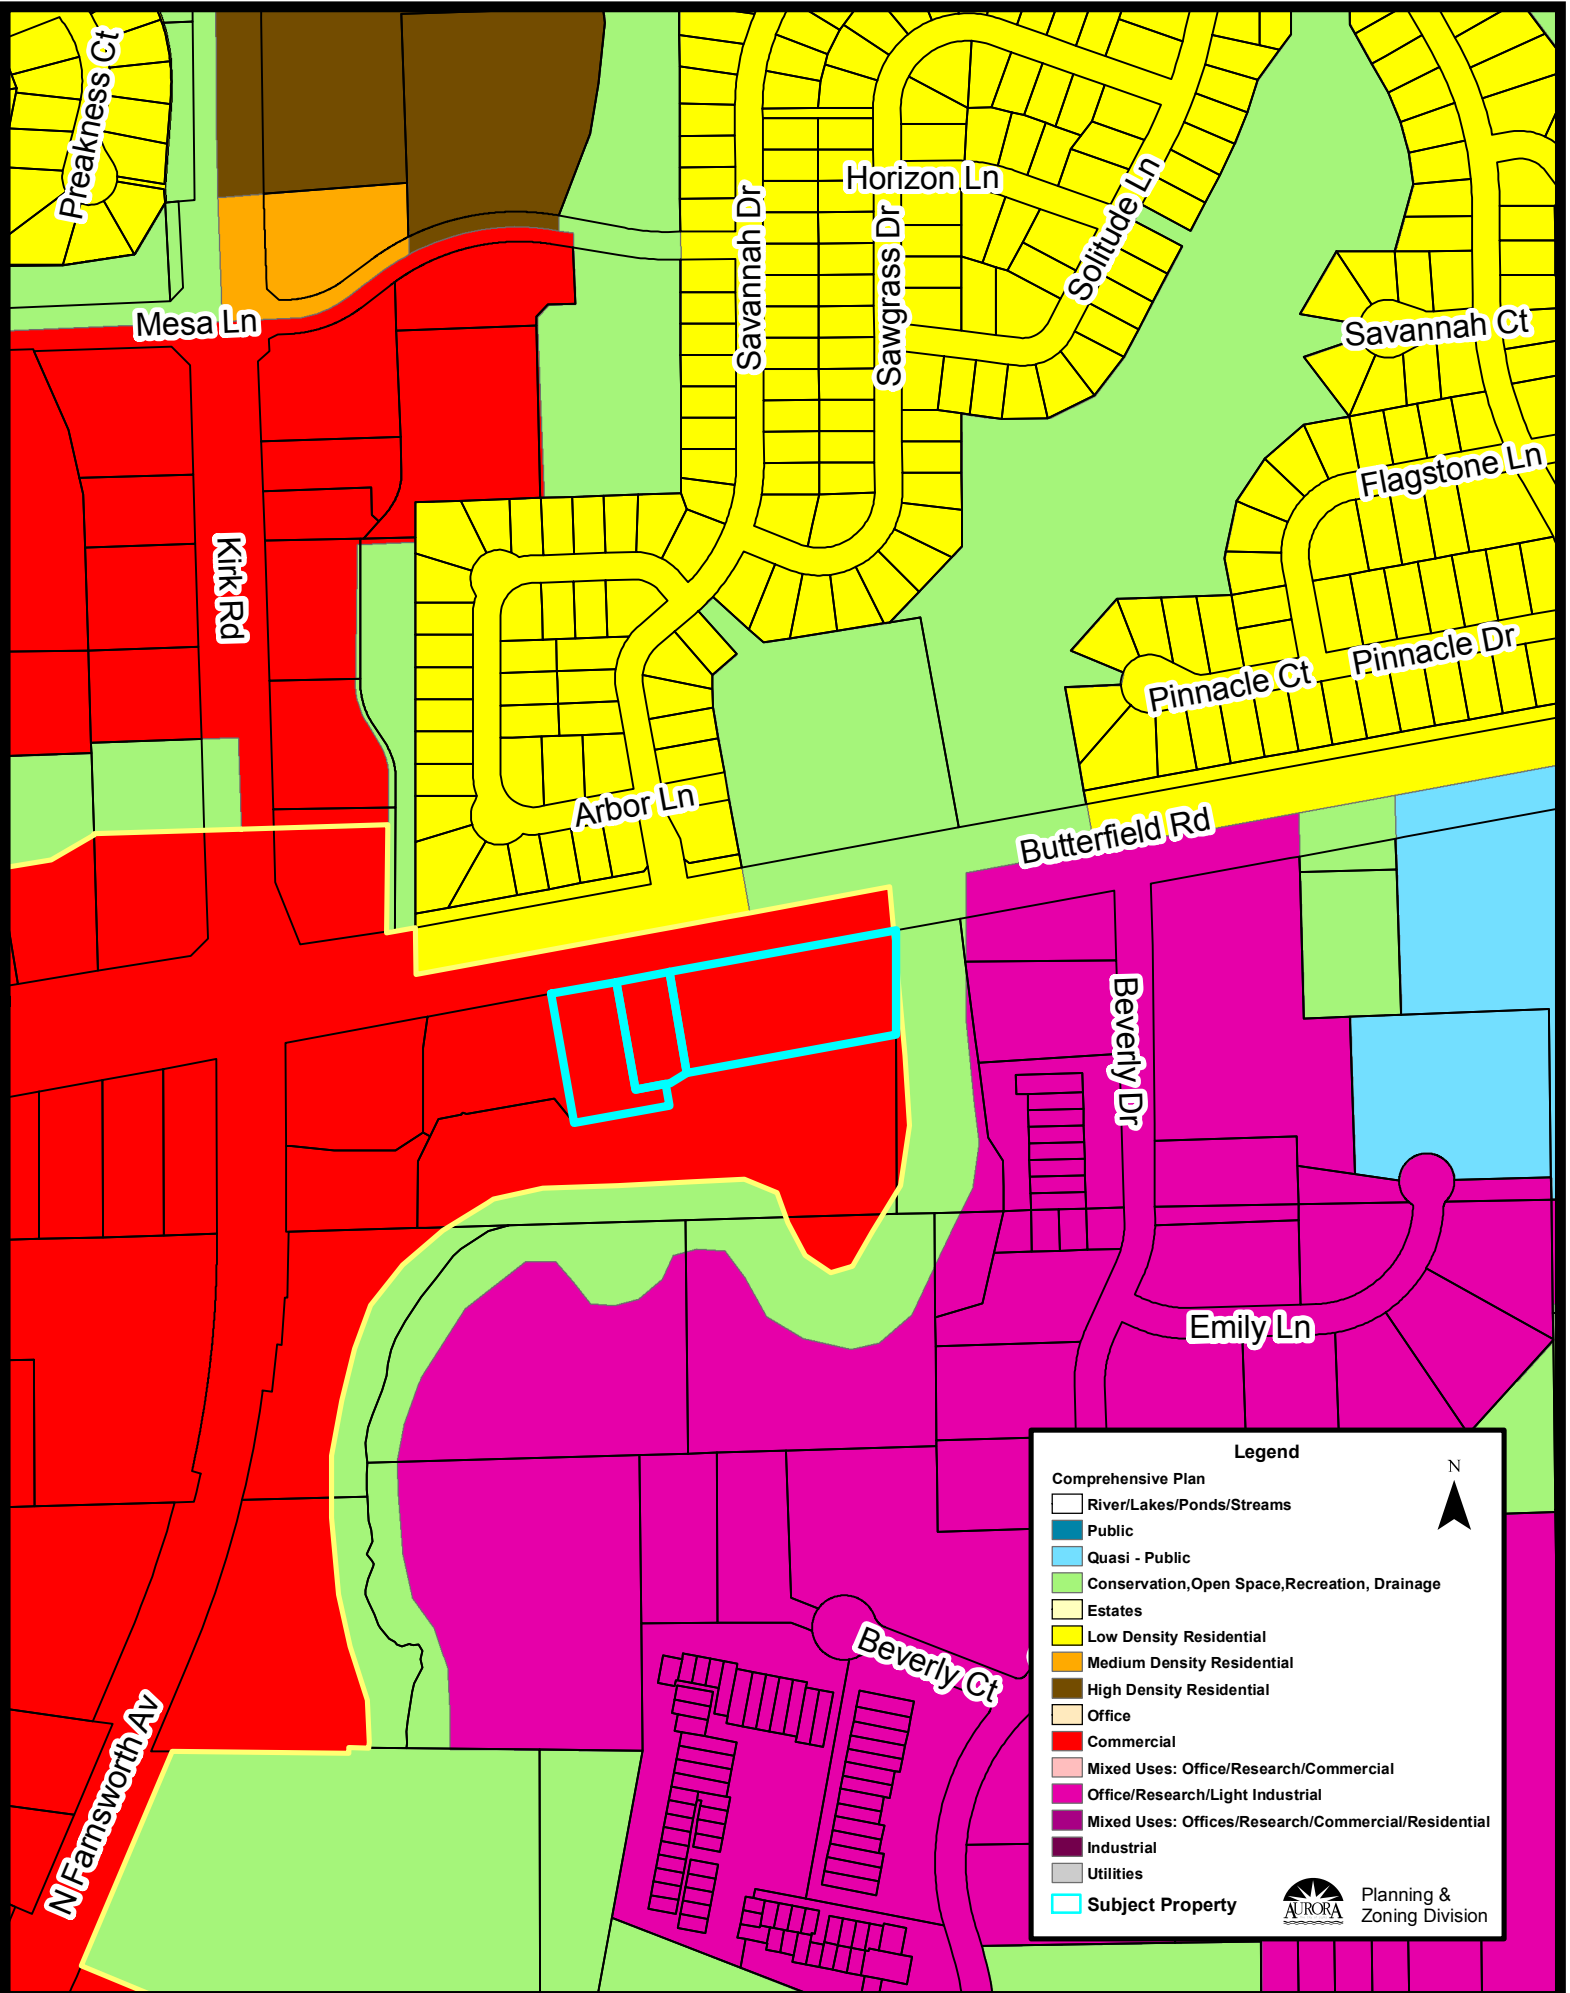 Preakness Ct
Horizon Ln
Savannah Dr
Sawgrass Dr
Solitude Ln
Mesa Ln
Savannah Ct
Flagstone Ln
Kirk Rd
Pinnacle Dr
Pinnacle Ct
Arbor Ln
Butterfield Rd
Beverly Dr
Emily Ln
Beverly Ct
N Farnsworth Av
Legend
N
Comprehensive Plan
River/Lakes/Ponds/Streams
Public
Quasi - Public
Conservation,Open Space,Recreation, Drainage
Estates
Low Density Residential
Medium Density Residential
High Density Residential
Office
Commercial
Mixed Uses: Office/Research/Commercial
Office/Research/Light Industrial
Mixed Uses: Offices/Research/Commercial/Residential
Industrial
Utilities
Subject Property
AURORA
Planning &
Zoning Division